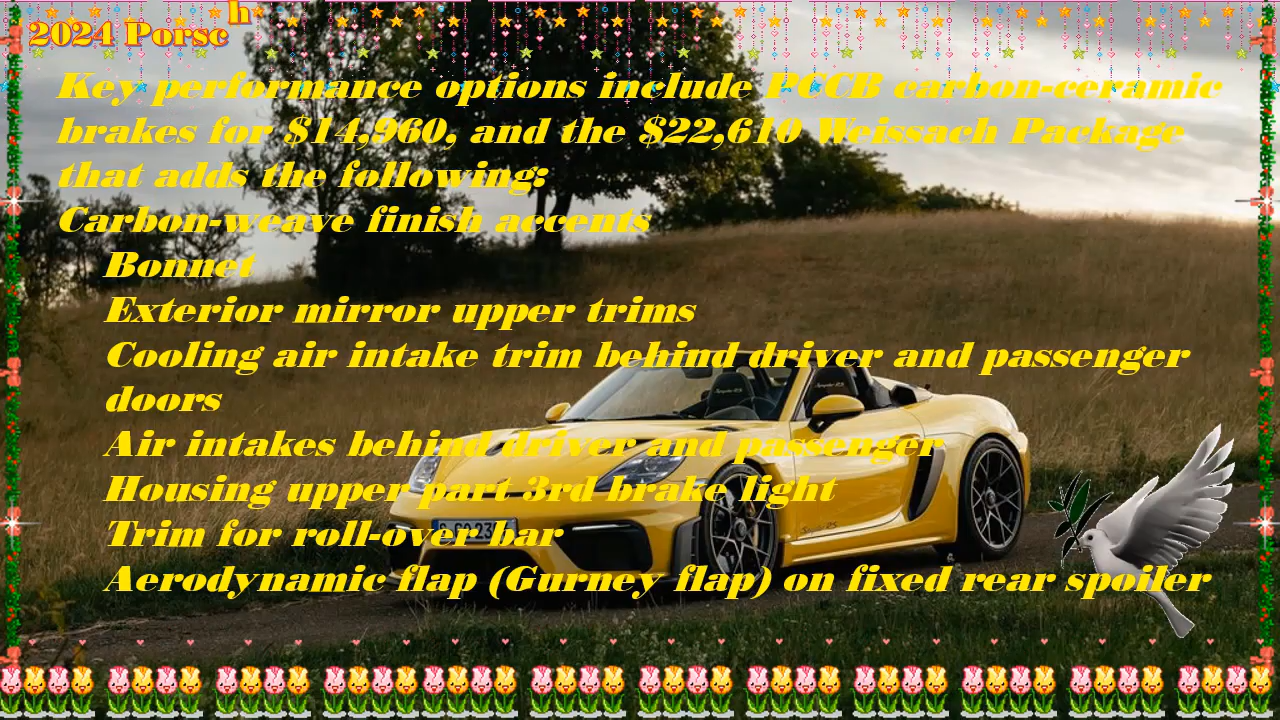 2024 Porsch
Key performance options include PCCB carbon-ceramic
brakes for $14,960, and the $22,610 Weissach Package
that adds the following:
Carbon-weave finish accents
Bonnet
Exterior mirror upper trims
Cooling air intake trim behind driver and passenger
doors
Air intakes behind driver and passenger
Housing upper part 3rd brake light
Trim for roll-over bar
Aerodynamic flap (Gurney flap) on fixed rear spoiler
Spyder RS